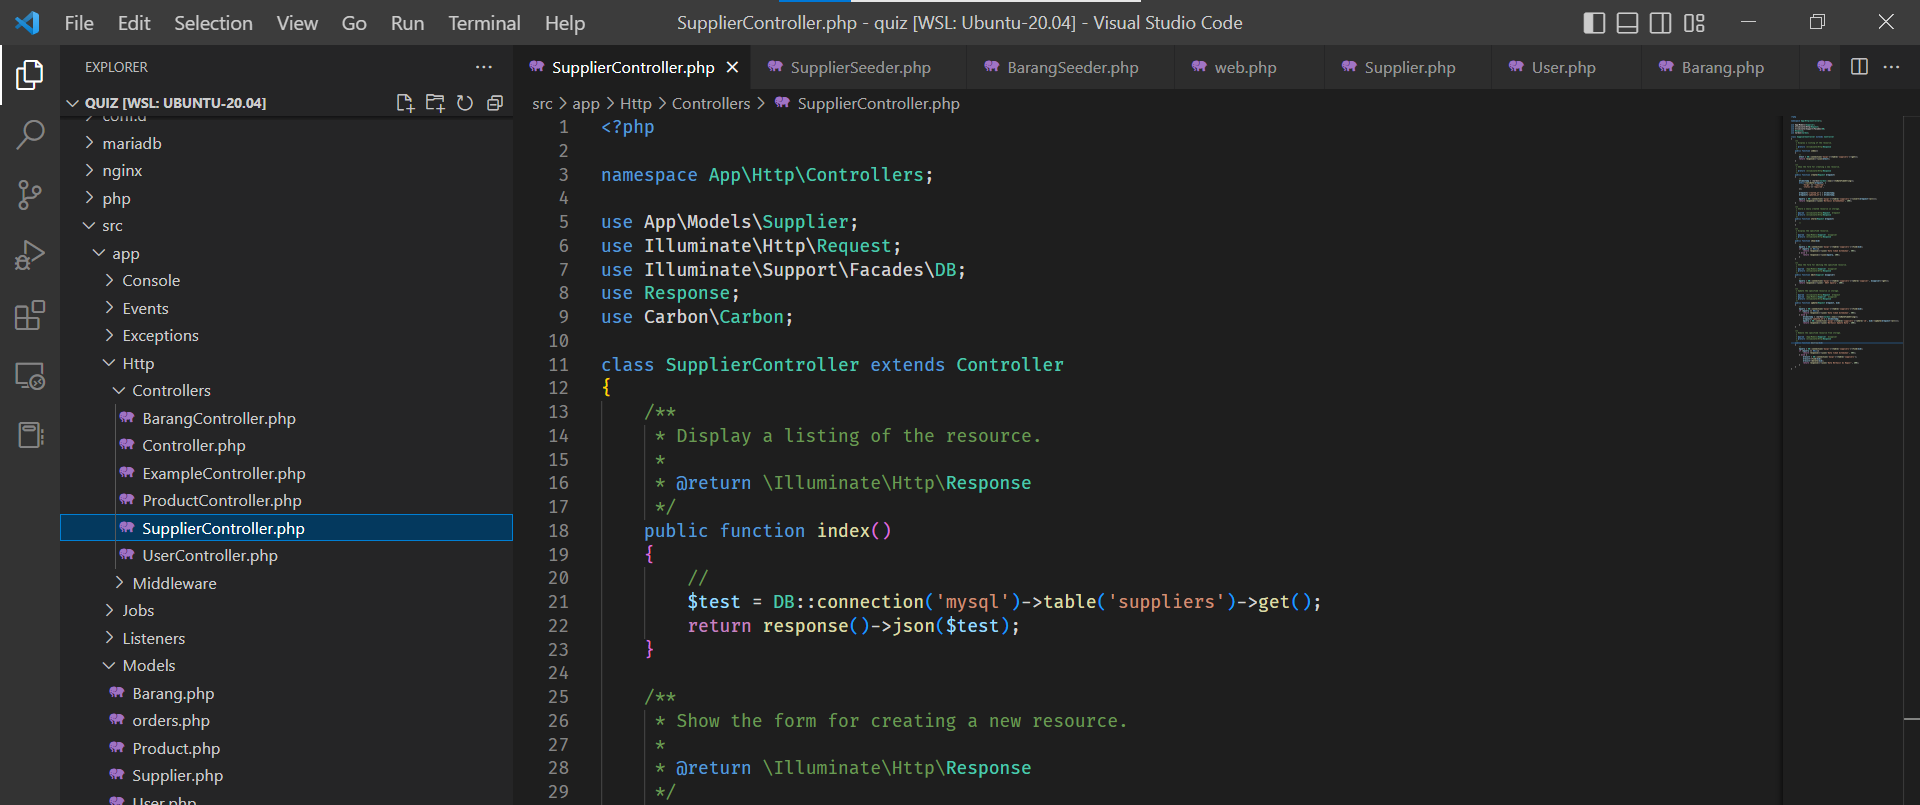 File Edit Selection View Go Run Terminal Help
SupplierController.php - quiz [WSL: Ubuntu-20.04] - Visual Studio Code
EXPLORER
QUIZ [WSL: UBUNTU-20.04]
conf.d
mariadb
nginx
php
src
app
Console
Events
Exceptions
Http
Controllers
BarangController.php
Controller.php
ExampleController.php
ProductController.php
SupplierController.php
UserController.php
Middleware
Jobs
Listeners
Models
Barang.php
orders.php
Product.php
Supplier.php
User.php
SupplierController.php SupplierSeeder.php BarangSeeder.php web.php Supplier.php User.php Barang.php
src > app > Http > Controllers > SupplierController.php
1 <?php
2
3 namespace App\Http\Controllers;
4
5 use App\Models\Supplier;
6 use Illuminate\Http\Request;
7 use Illuminate\Support\Facades\DB;
8 use Response;
9 use Carbon\Carbon;
10
11 class SupplierController extends Controller
12 {
13 /**
14 * Display a listing of the resource.
15 *
16 * @return \Illuminate\Http\Response
17 */
18 public function index()
19 {
20 //
21 $test = DB::connection('mysql')->table('suppliers')->get();
22 return response()->json($test);
23 }
24
25 /**
26 * Show the form for creating a new resource.
27 *
28 * @return \Illuminate\Http\Response
29 */